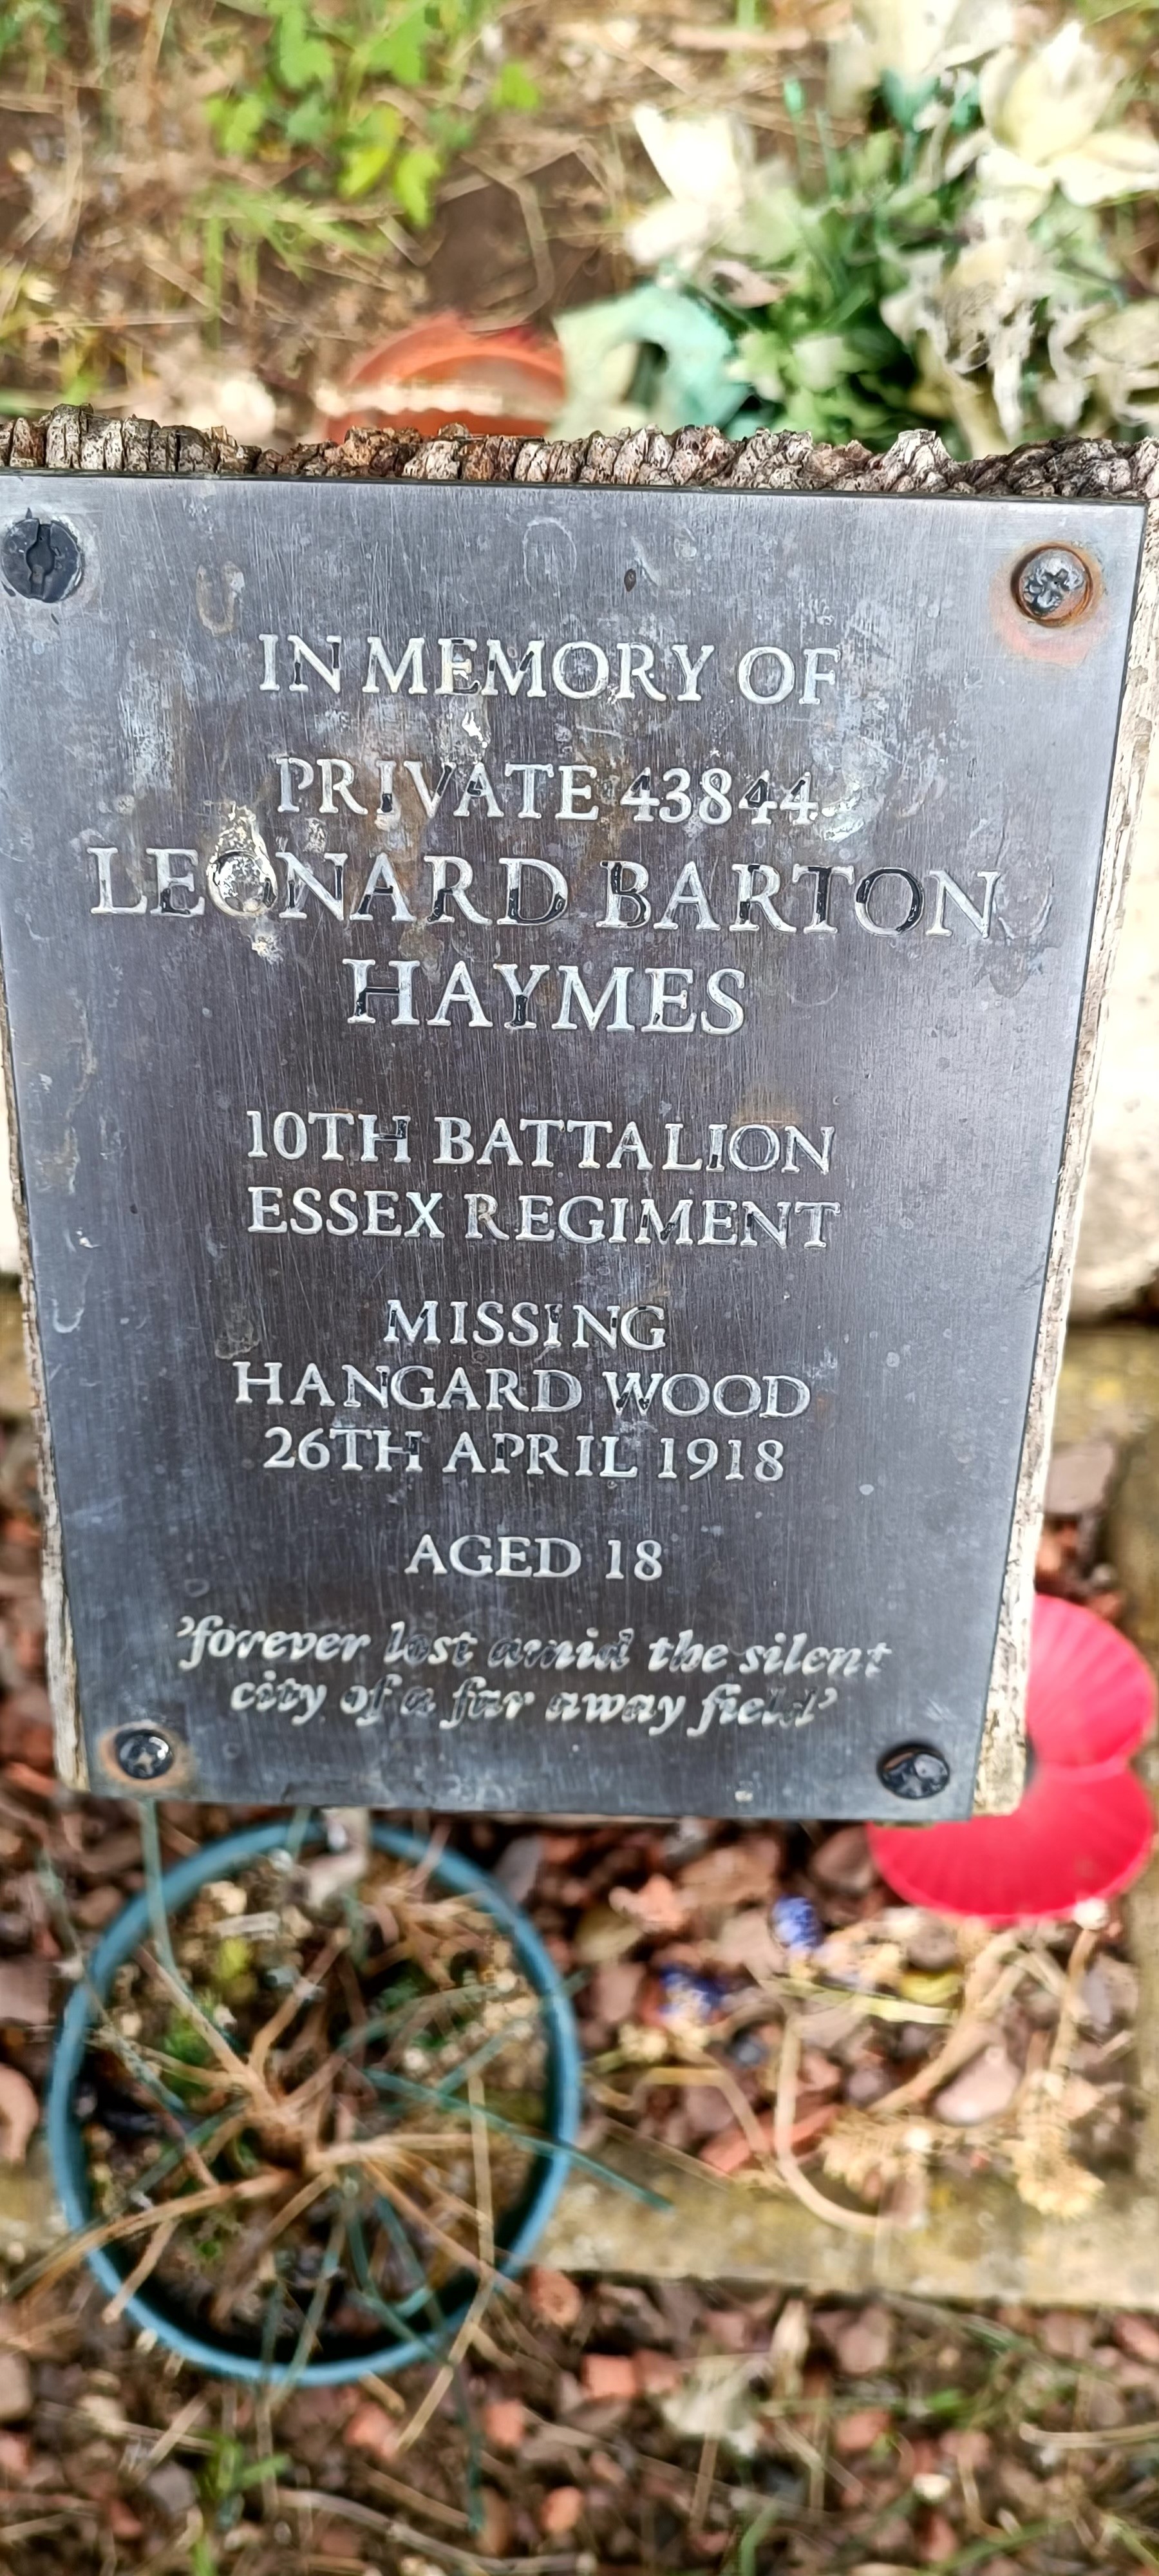 IN MEMORY OF
PRIVATE 43844
LEONARD BARTON
HAYMES
10TH BATTALION
ESSEX REGIMENT
MISSING
HANGARD WOOD
26TH APRIL 1918
AGED 18
’forever lost amid the silent
city of a far away field’